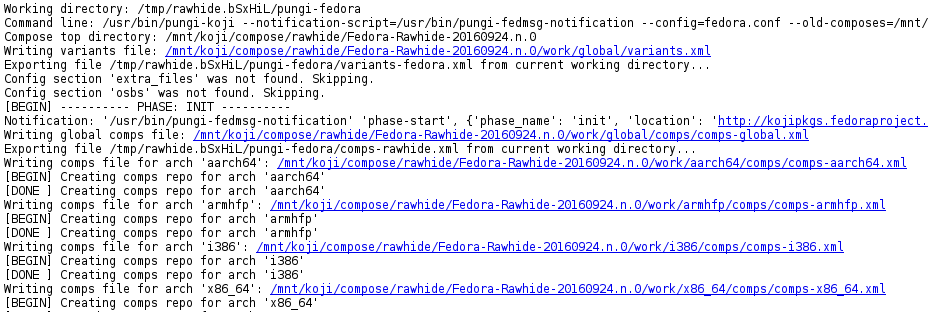 Working directory: /tmp/rawhide.bSxHiL/pungi-fedora
Command line: /usr/bin/pungi-koji --notification-script=/usr/bin/pungi-fedmsg-notification --config=fedora.conf --old-composes=/mnt/
Compose top directory: /mnt/koji/compose/rawhide/Fedora-Rawhide-20160924.n.0
Writing variants file: /mnt/koji/compose/rawhide/Fedora-Rawhide-20160924.n.0/work/global/variants.xml
Exporting file /tmp/rawhide.bSxHiL/pungi-fedora/variants-fedora.xml from current working directory...
Config section 'extra_files' was not found. Skipping.
Config section 'osbs' was not found. Skipping.
[BEGIN] ---------- PHASE: INIT ----------
Notification: '/usr/bin/pungi-fedmsg-notification' 'phase-start', {'phase_name': 'init', 'location': 'http://kojipkgs.fedoraproject.
Writing global comps file: /mnt/koji/compose/rawhide/Fedora-Rawhide-20160924.n.0/work/global/comps/comps-global.xml
Exporting file /tmp/rawhide.bSxHiL/pungi-fedora/comps-rawhide.xml from current working directory...
Writing comps file for arch 'aarch64': /mnt/koji/compose/rawhide/Fedora-Rawhide-20160924.n.0/work/aarch64/comps/comps-aarch64.xml
[BEGIN] Creating comps repo for arch 'aarch64'
[DONE ] Creating comps repo for arch 'aarch64'
Writing comps file for arch 'armhfp': /mnt/koji/compose/rawhide/Fedora-Rawhide-20160924.n.0/work/armhfp/comps/comps-armhfp.xml
[BEGIN] Creating comps repo for arch 'armhfp'
[DONE ] Creating comps repo for arch 'armhfp'
Writing comps file for arch 'i386': /mnt/koji/compose/rawhide/Fedora-Rawhide-20160924.n.0/work/i386/comps/comps-i386.xml
[BEGIN] Creating comps repo for arch 'i386'
[DONE ] Creating comps repo for arch 'i386'
Writing comps file for arch 'x86_64': /mnt/koji/compose/rawhide/Fedora-Rawhide-20160924.n.0/work/x86_64/comps/comps-x86_64.xml
[BEGIN] Creating comps repo for arch 'x86_64'